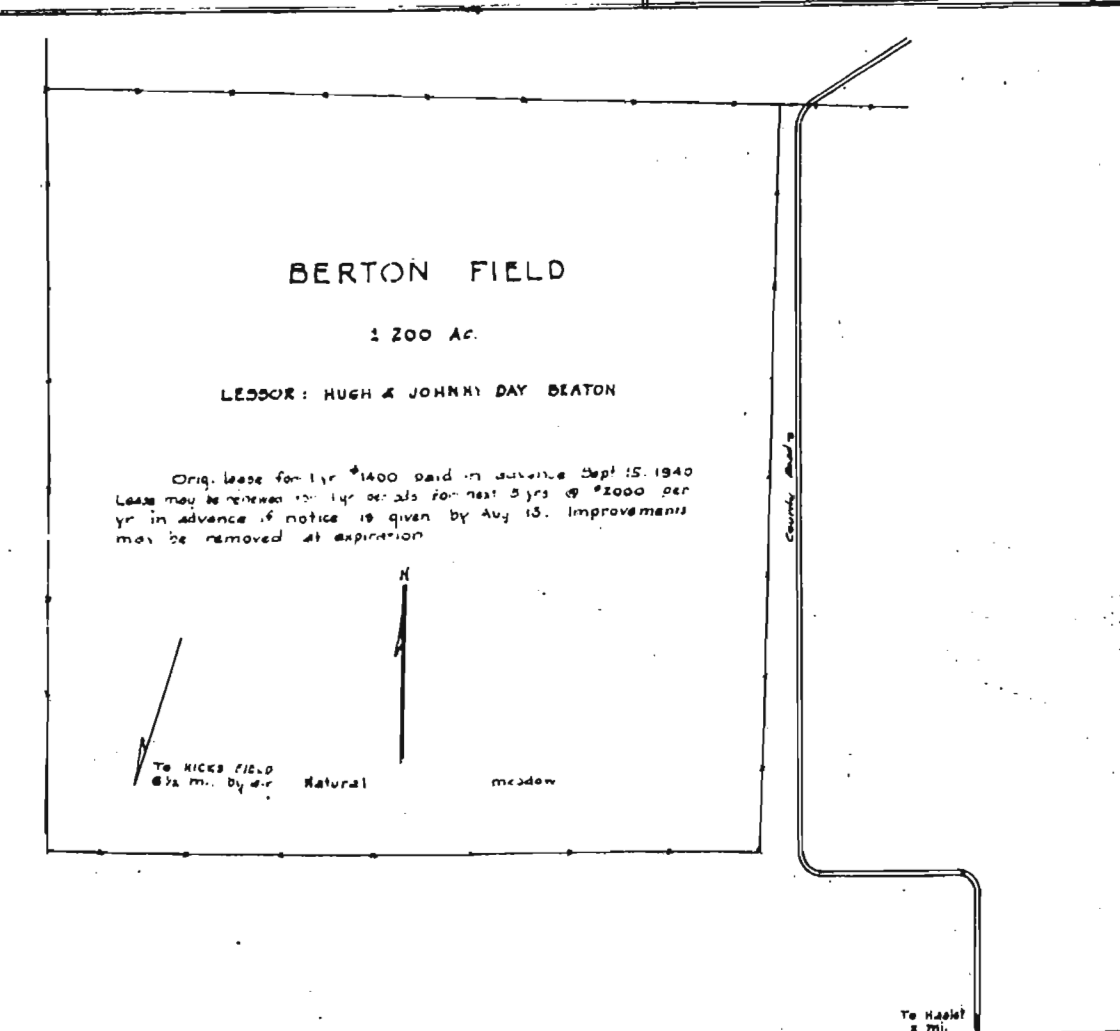 BERTON FIELD
± 200 Ac.
LESSOR: HUGH & JOHNNY DAY BEATON
Orig. lease for 1 yr $1400 paid in advance Sept 15. 1940
Lease may be renewed for 1 yr periods for next 5 yrs @ $2000 per
yr in advance if notice is given by Aug 15. Improvements
may be removed at expiration
County Road
N
To HICKS FIELD
6½ mi. by air
Natural meadow
To Haslet
2 mi.